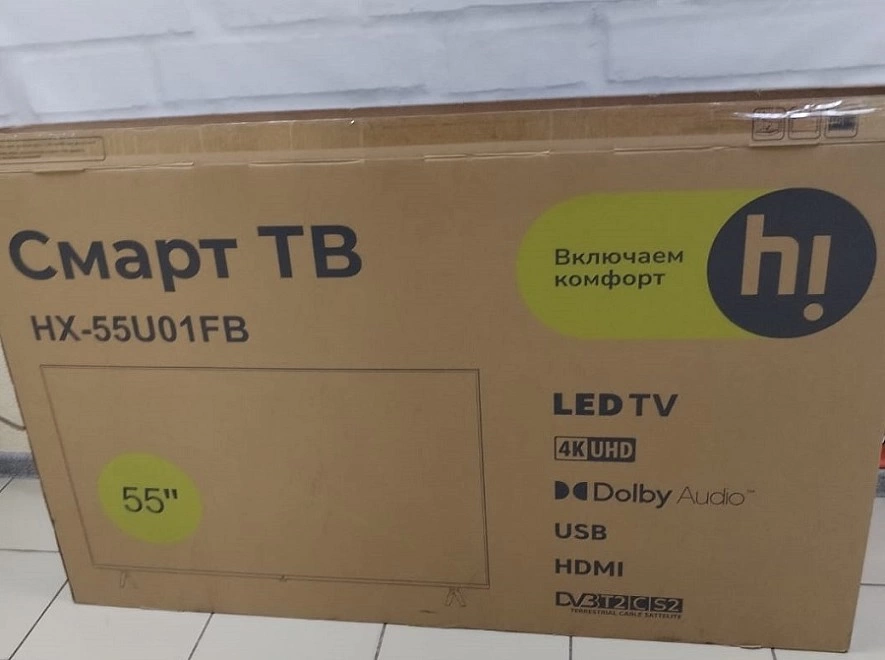 Смарт ТВ
HX-55U01FB
Включаем
комфорт
hi
55"
LED TV
4K UHD
Dolby Audio™
USB
HDMI
DVB T2 C S2
TERRESTRIAL CABLE SATTELITE